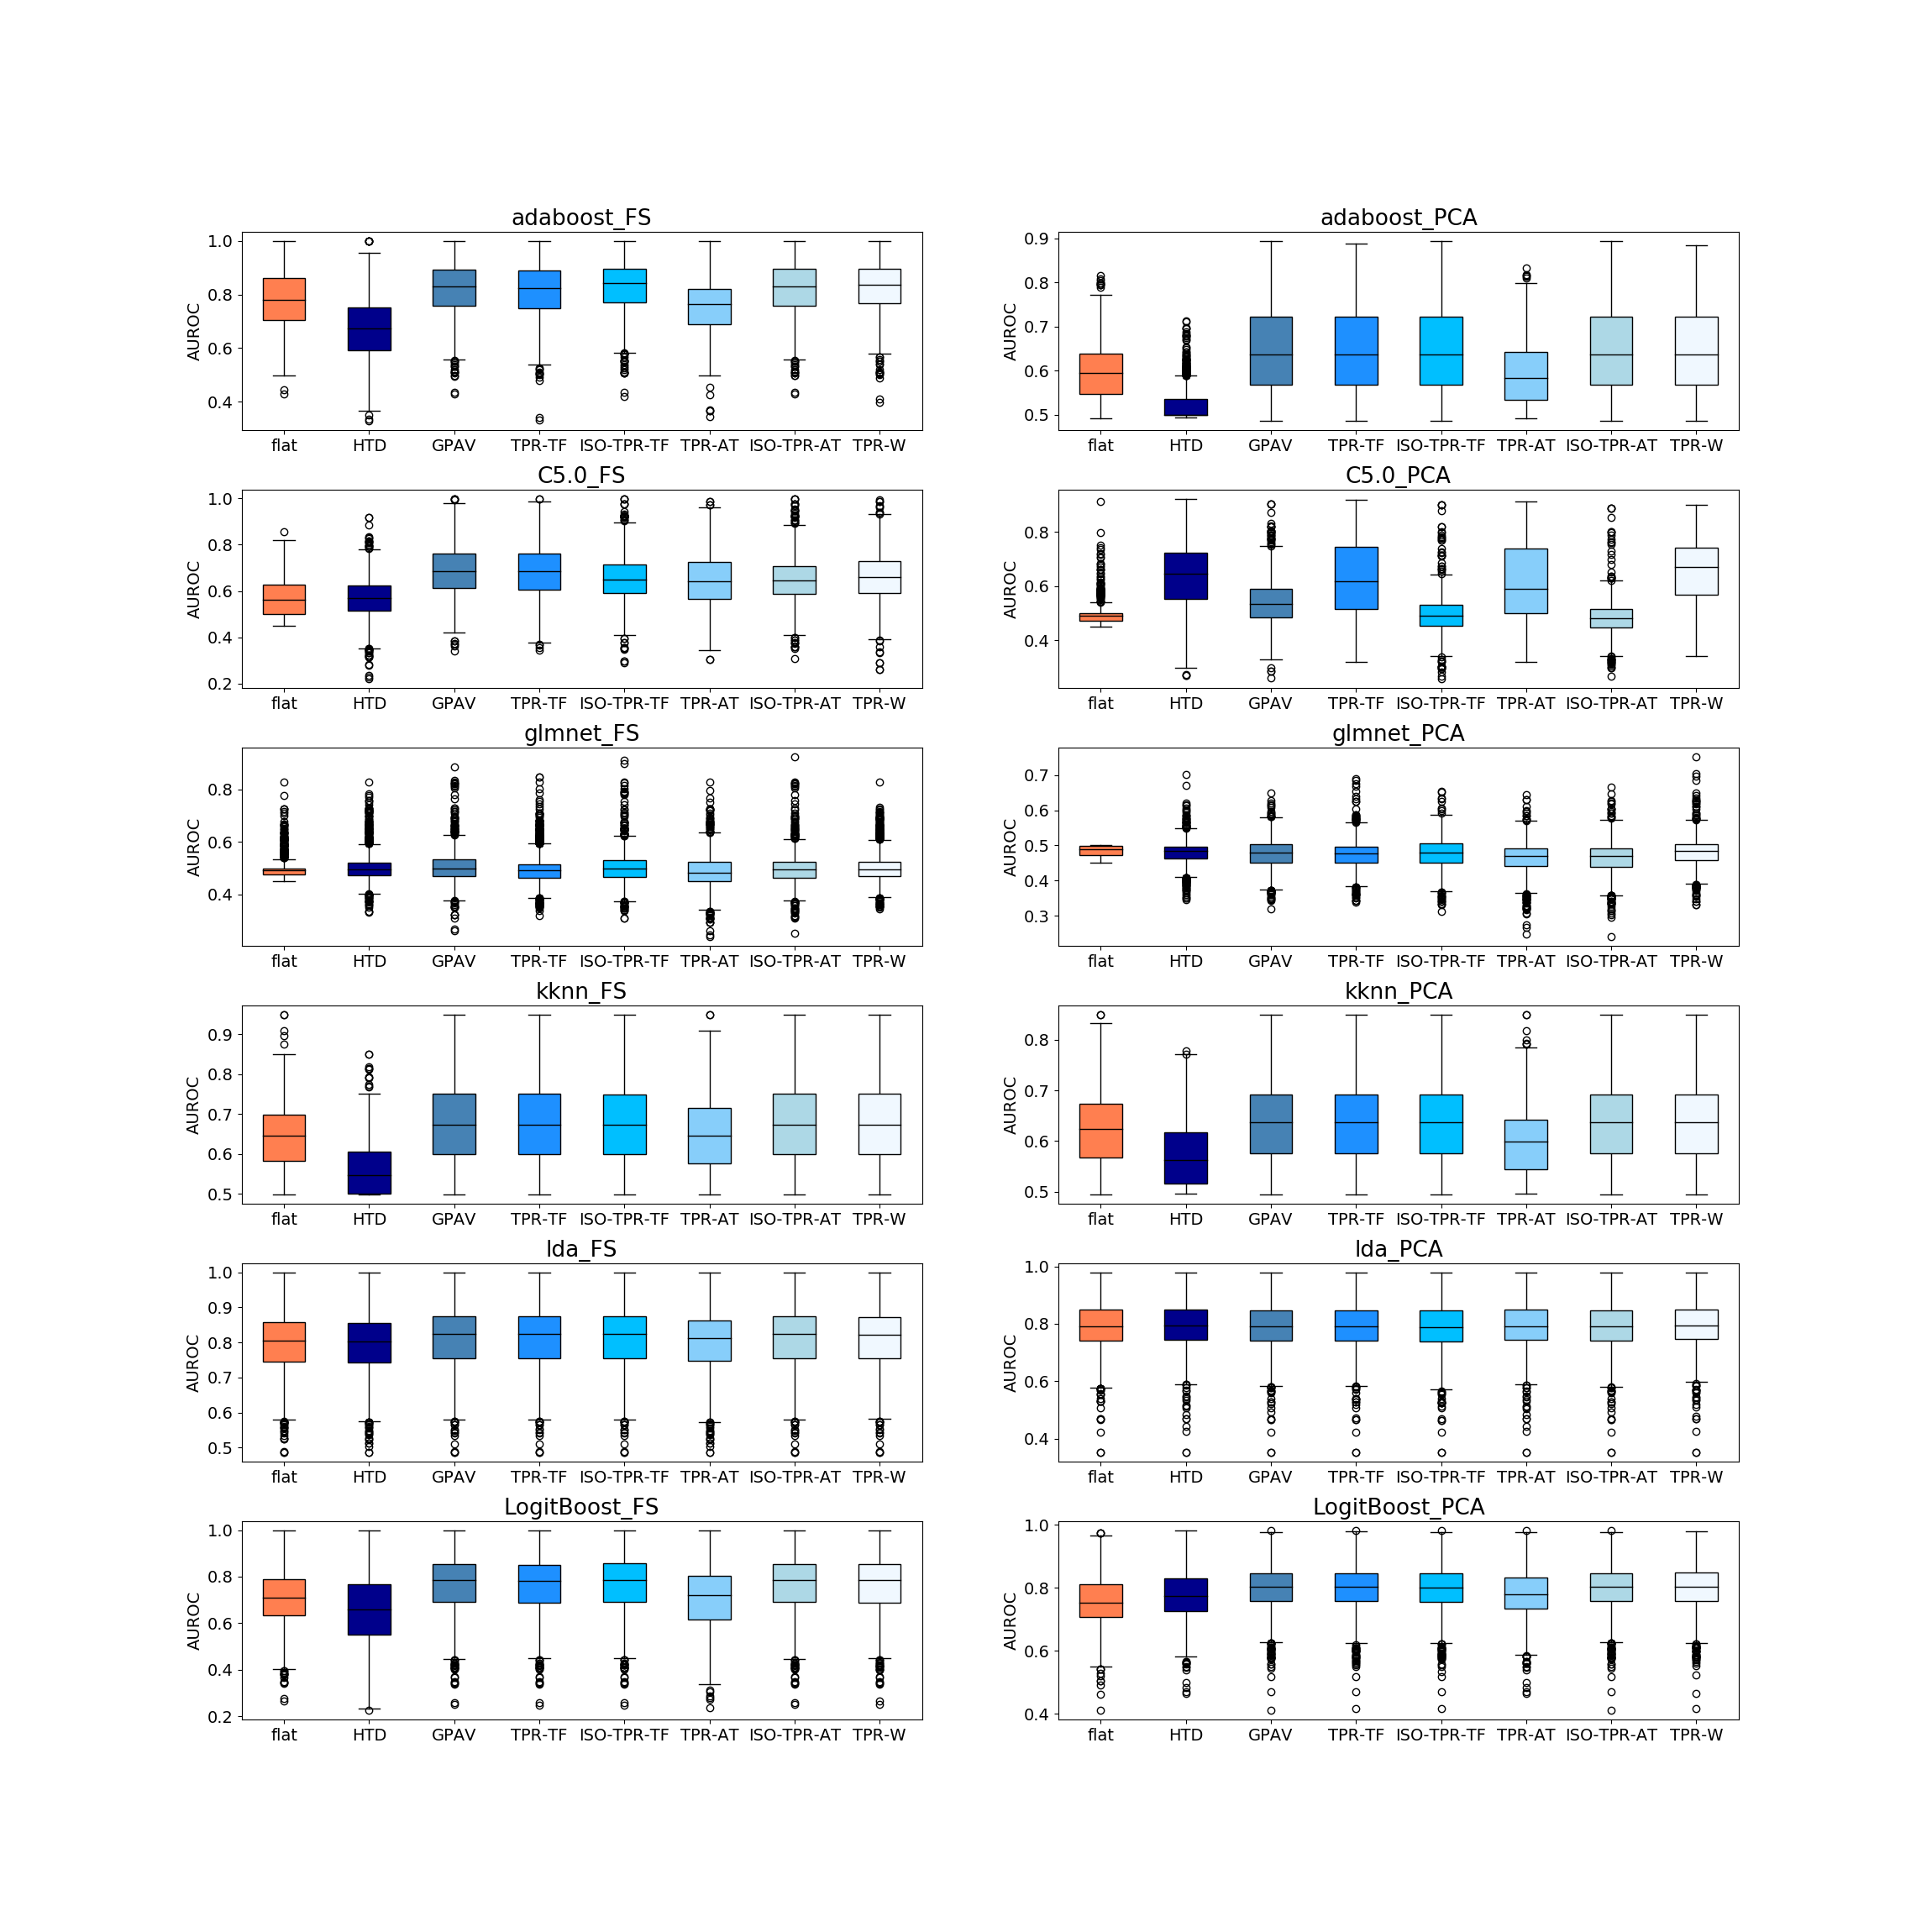 adaboost_FS
AUROC
1.0
0.8
0.6
0.4
flat HTD GPAV TPR-TF ISO-TPR-TF TPR-AT ISO-TPR-AT TPR-W
adaboost_PCA
AUROC
0.9
0.8
0.7
0.6
0.5
flat HTD GPAV TPR-TF ISO-TPR-TF TPR-AT ISO-TPR-AT TPR-W
C5.0_FS
AUROC
1.0
0.8
0.6
0.4
0.2
flat HTD GPAV TPR-TF ISO-TPR-TF TPR-AT ISO-TPR-AT TPR-W
C5.0_PCA
AUROC
0.8
0.6
0.4
flat HTD GPAV TPR-TF ISO-TPR-TF TPR-AT ISO-TPR-AT TPR-W
glmnet_FS
AUROC
0.8
0.6
0.4
flat HTD GPAV TPR-TF ISO-TPR-TF TPR-AT ISO-TPR-AT TPR-W
glmnet_PCA
AUROC
0.7
0.6
0.5
0.4
0.3
flat HTD GPAV TPR-TF ISO-TPR-TF TPR-AT ISO-TPR-AT TPR-W
kknn_FS
AUROC
0.9
0.8
0.7
0.6
0.5
flat HTD GPAV TPR-TF ISO-TPR-TF TPR-AT ISO-TPR-AT TPR-W
kknn_PCA
AUROC
0.8
0.7
0.6
0.5
flat HTD GPAV TPR-TF ISO-TPR-TF TPR-AT ISO-TPR-AT TPR-W
lda_FS
AUROC
1.0
0.9
0.8
0.7
0.6
0.5
flat HTD GPAV TPR-TF ISO-TPR-TF TPR-AT ISO-TPR-AT TPR-W
lda_PCA
AUROC
1.0
0.8
0.6
0.4
flat HTD GPAV TPR-TF ISO-TPR-TF TPR-AT ISO-TPR-AT TPR-W
LogitBoost_FS
AUROC
1.0
0.8
0.6
0.4
0.2
flat HTD GPAV TPR-TF ISO-TPR-TF TPR-AT ISO-TPR-AT TPR-W
LogitBoost_PCA
AUROC
1.0
0.8
0.6
0.4
flat HTD GPAV TPR-TF ISO-TPR-TF TPR-AT ISO-TPR-AT TPR-W